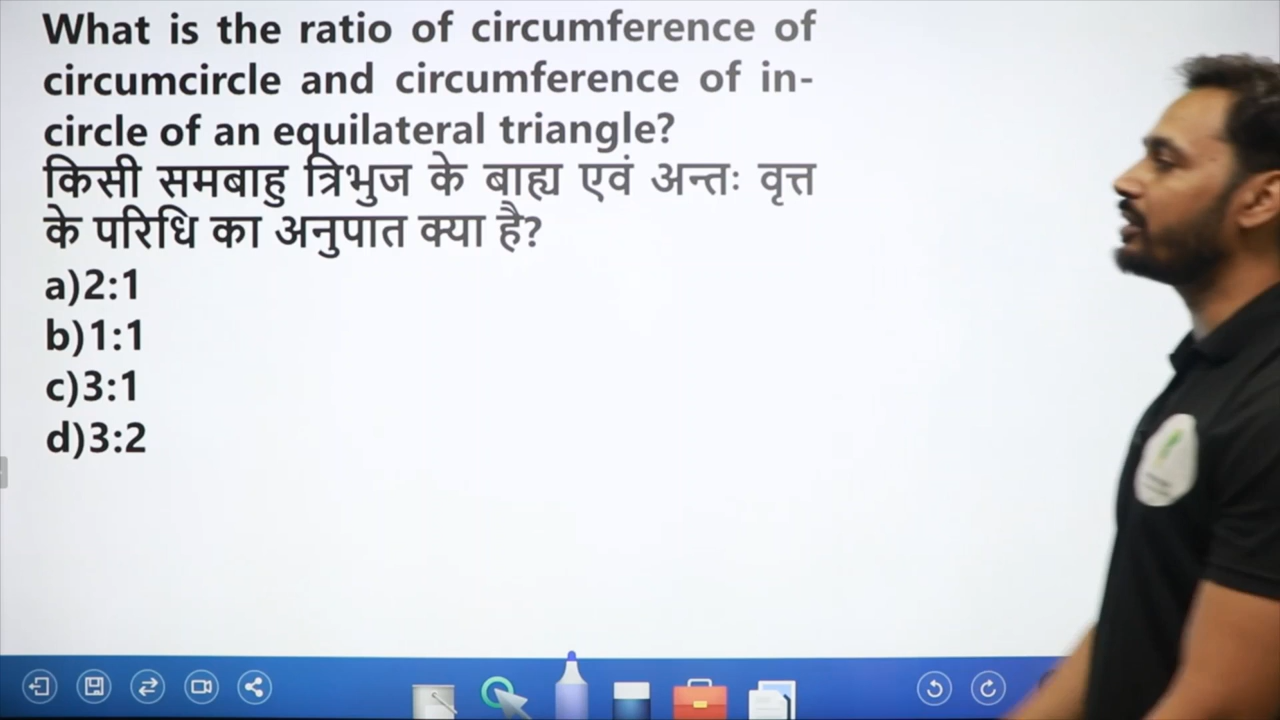 What is the ratio of circumference of
circumcircle and circumference of in-
circle of an equilateral triangle?
किसी समबाहु त्रिभुज के बाह्य एवं अन्तः वृत्त
के परिधि का अनुपात क्या है?
a)2:1
b)1:1
c)3:1
d)3:2